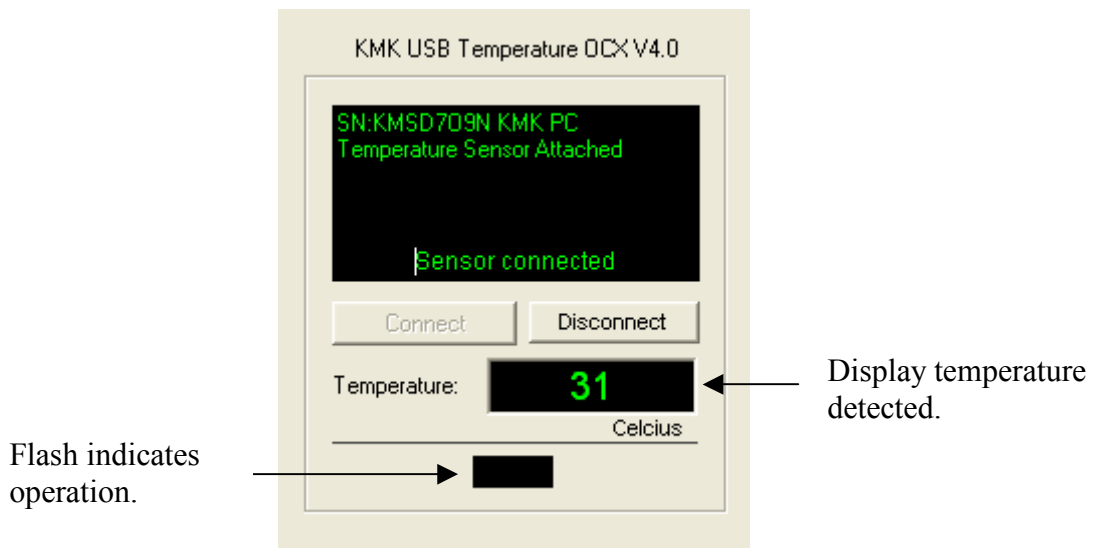 KMK USB Temperature OCX V4.0
SN:KMSD709N KMK PC
Temperature Sensor Attached
Sensor connected
Connect
Disconnect
Temperature:
31
Celcius
Display temperature
detected.
Flash indicates
operation.